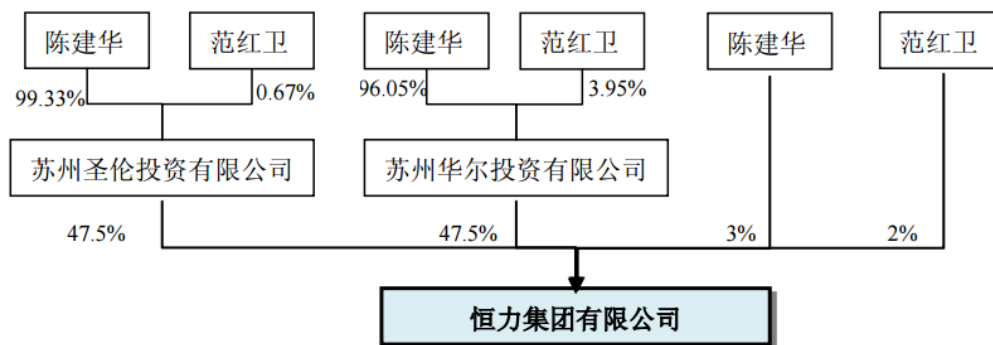 陈建华
范红卫
陈建华
范红卫
陈建华
范红卫
99.33%
0.67%
96.05%
3.95%
苏州圣伦投资有限公司
苏州华尔投资有限公司
47.5%
47.5%
3%
2%
恒力集团有限公司